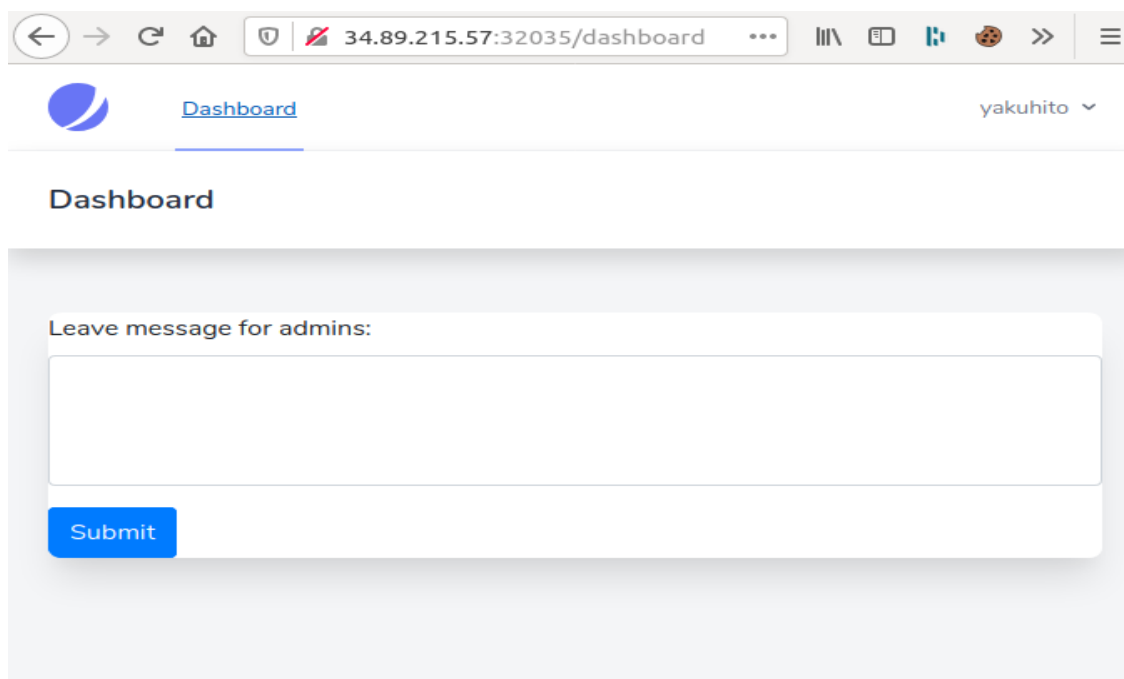 34.89.215.57:32035/dashboard
Dashboard yakuhito
Dashboard
Leave message for admins:
Submit